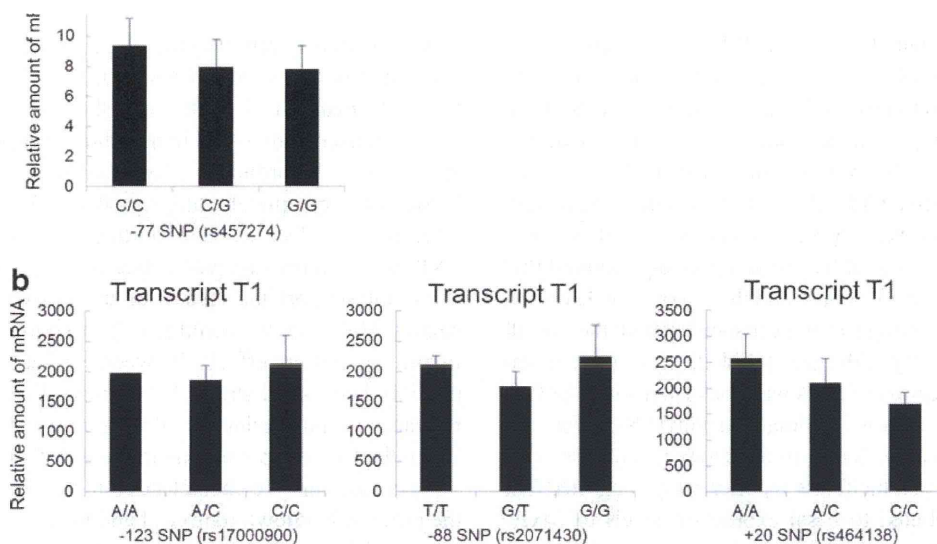 Relative amount of
10
8
6
4
2
0
C/C C/G G/G
-77 SNP (rs457274)
b
Transcript T1
Relative amount of mRNA
3000
2500
2000
1500
1000
500
0
A/A A/C C/C
-123 SNP (rs17000900)
Transcript T1
3000
2500
2000
1500
1000
500
0
T/T G/T G/G
-88 SNP (rs2071430)
Transcript T1
3500
3000
2500
2000
1500
1000
500
0
A/A A/C C/C
+20 SNP (rs464138)